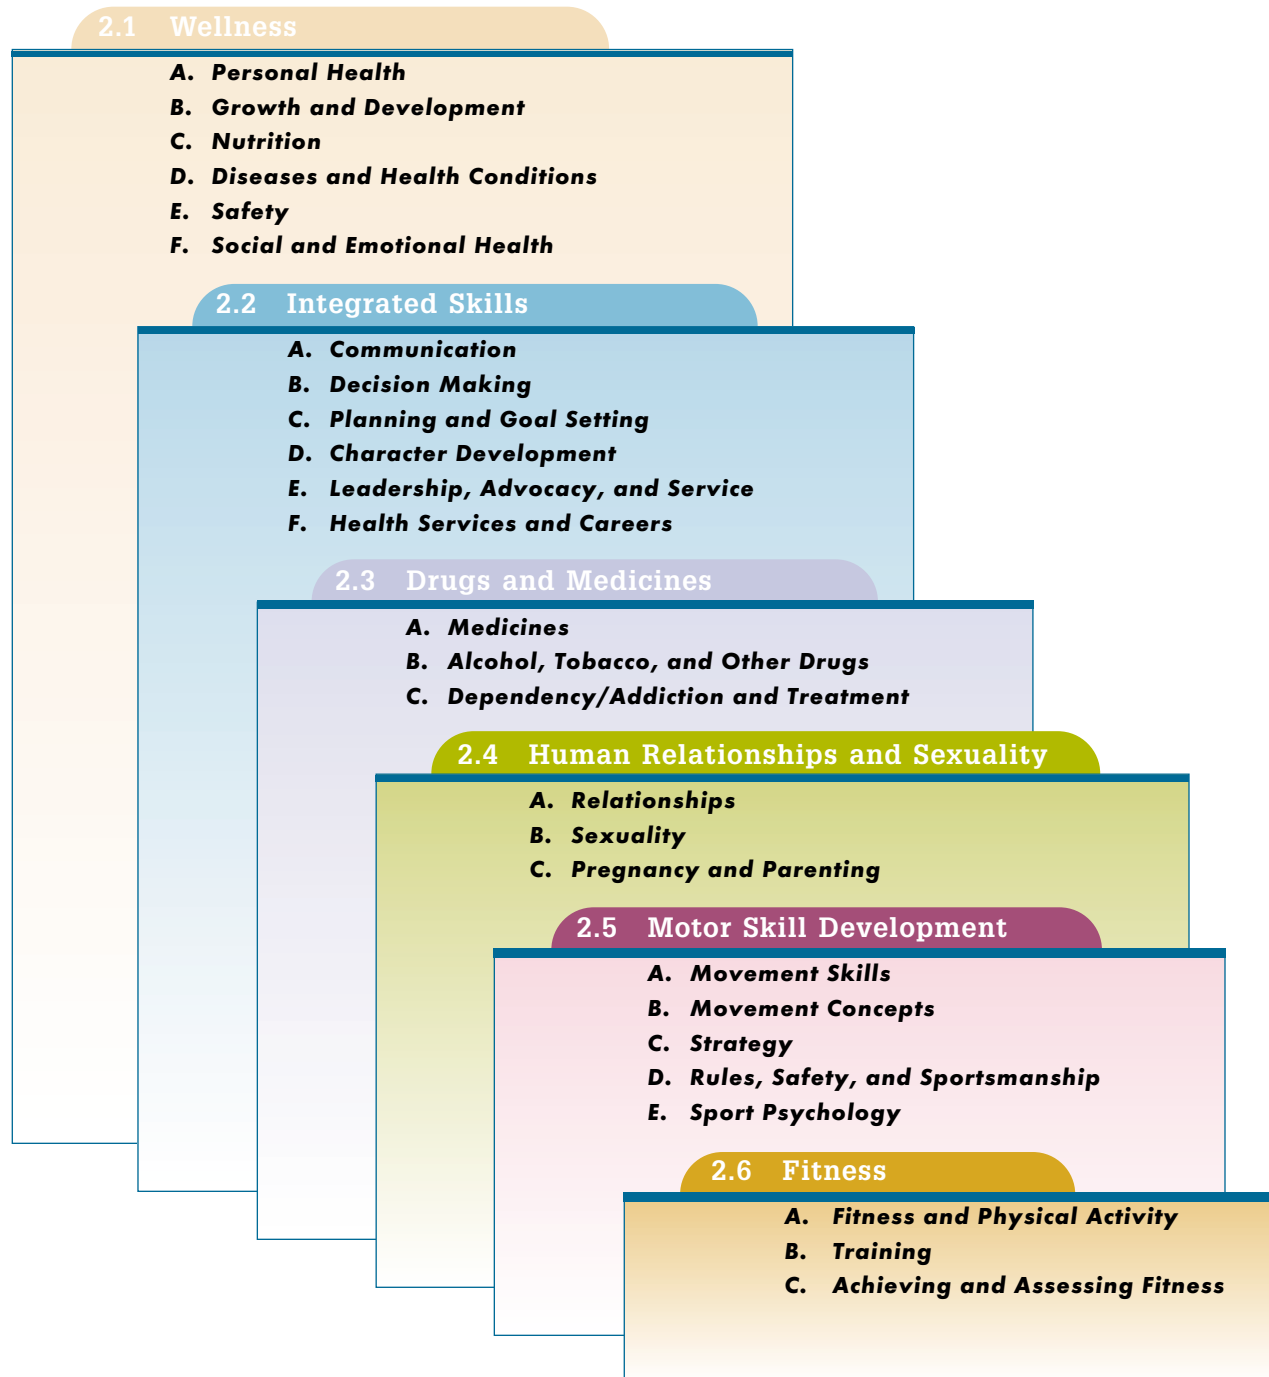 2.1 Wellness
A. Personal Health
B. Growth and Development
C. Nutrition
D. Diseases and Health Conditions
E. Safety
F. Social and Emotional Health
2.2 Integrated Skills
A. Communication
B. Decision Making
C. Planning and Goal Setting
D. Character Development
E. Leadership, Advocacy, and Service
F. Health Services and Careers
2.3 Drugs and Medicines
A. Medicines
B. Alcohol, Tobacco, and Other Drugs
C. Dependency/Addiction and Treatment
2.4 Human Relationships and Sexuality
A. Relationships
B. Sexuality
C. Pregnancy and Parenting
2.5 Motor Skill Development
A. Movement Skills
B. Movement Concepts
C. Strategy
D. Rules, Safety, and Sportsmanship
E. Sport Psychology
2.6 Fitness
A. Fitness and Physical Activity
B. Training
C. Achieving and Assessing Fitness